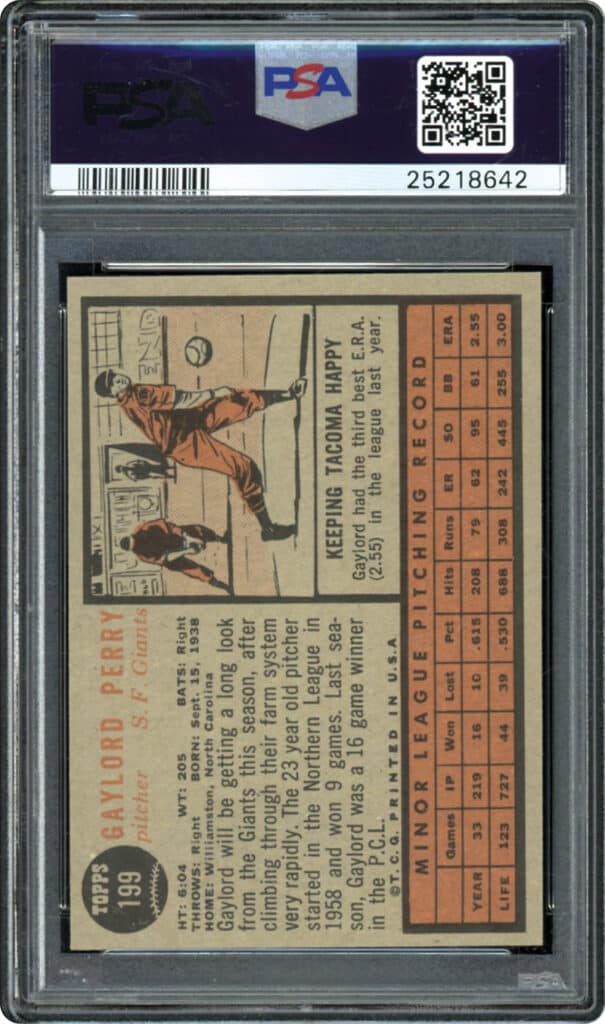 PSA
PSA
25218642
TOPPS
199
GAYLORD PERRY
pitcher S. F. Giants
HT: 6:04 WT: 205 BATS: Right
THROWS: Right BORN: Sept. 15, 1938
HOME: Williamston, North Carolina
Gaylord will be getting a long look
from the Giants this season, after
climbing through their farm system
very rapidly. The 23 year old pitcher
started in the Northern League in
1958 and won 9 games. Last sea-
son, Gaylord was a 16 game winner
in the P.C.L.
©T.C.G. PRINTED IN U.S.A
KEEPING TACOMA HAPPY
Gaylord had the third best E.R.A.
(2.55) in the league last year.
MINOR LEAGUE PITCHING RECORD
Games IP Won Lost Pct Hits Runs ER SO BB ERA
YEAR 33 219 16 10 .615 208 79 62 95 61 2.55
LIFE 123 727 44 39 .530 688 308 242 445 255 3.00
PSA